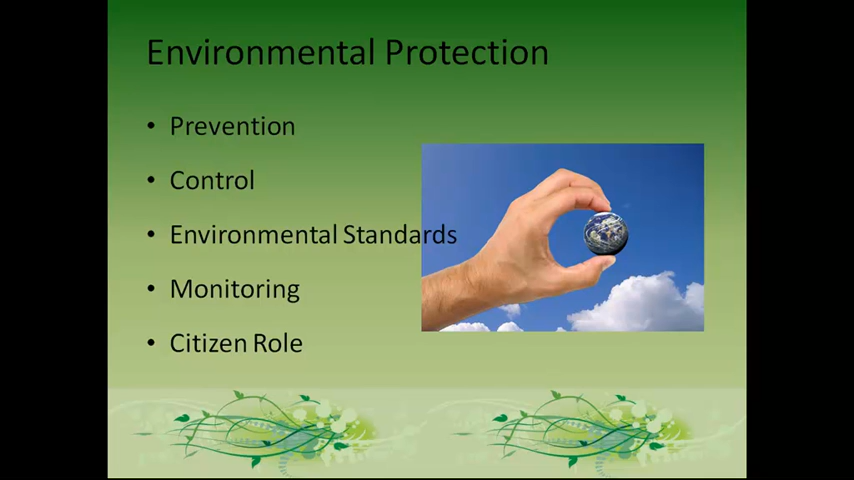 Environmental Protection
• Prevention
• Control
• Environmental Standards
• Monitoring
• Citizen Role